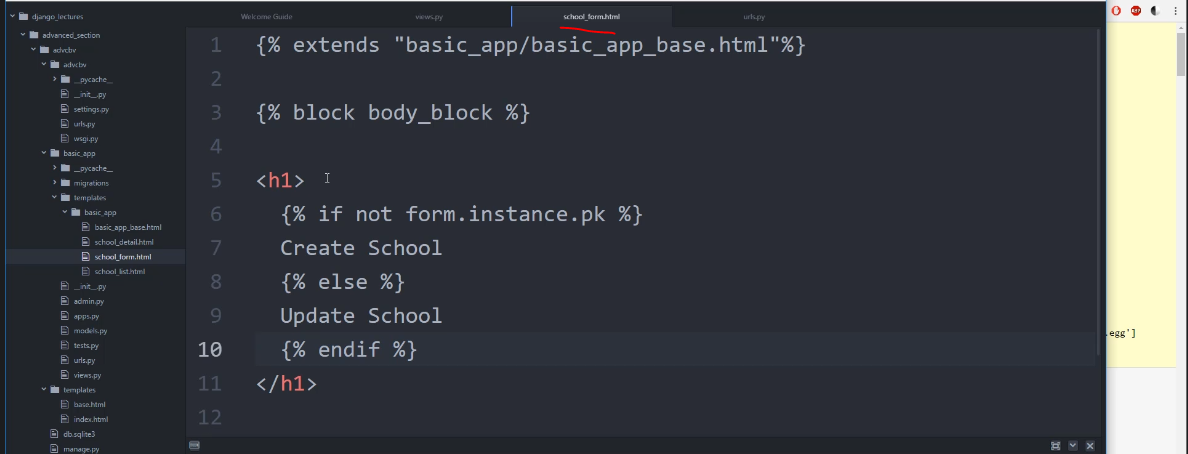 django_lectures
advanced_section
advcbv
advcbv
__pycache__
__init__.py
settings.py
urls.py
wsgi.py
basic_app
__pycache__
migrations
templates
basic_app
basic_app_base.html
school_detail.html
school_form.html
school_list.html
__init__.py
admin.py
apps.py
models.py
tests.py
urls.py
views.py
templates
base.html
index.html
db.sqlite3
manage.py
Welcome Guide views.py school_form.html urls.py
1 {% extends "basic_app/basic_app_base.html"%}
2
3 {% block body_block %}
4
5 <h1>
6 {% if not form.instance.pk %}
7 Create School
8 {% else %}
9 Update School
10 {% endif %}
11 </h1>
12
ABP
.egg']